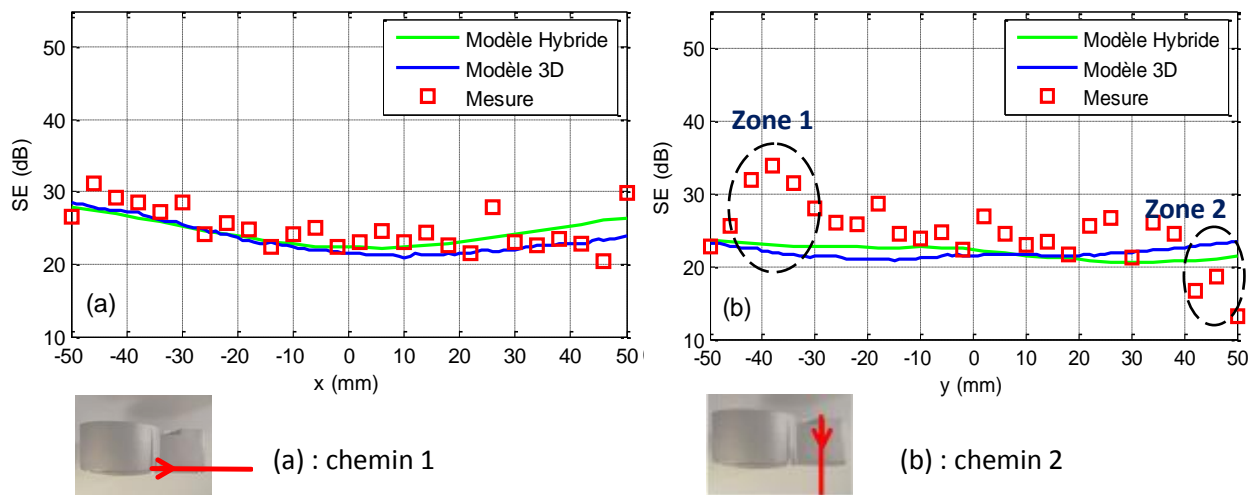 Modèle Hybride
Modèle 3D
Mesure
SE (dB)
50
40
30
20
10
(a)
-50 -40 -30 -20 -10 0 10 20 30 40 50
x (mm)
Modèle Hybride
Modèle 3D
Mesure
Zone 1
Zone 2
SE (dB)
50
40
30
20
10
(b)
-50 -40 -30 -20 -10 0 10 20 30 40 50
y (mm)
(a) : chemin 1
(b) : chemin 2